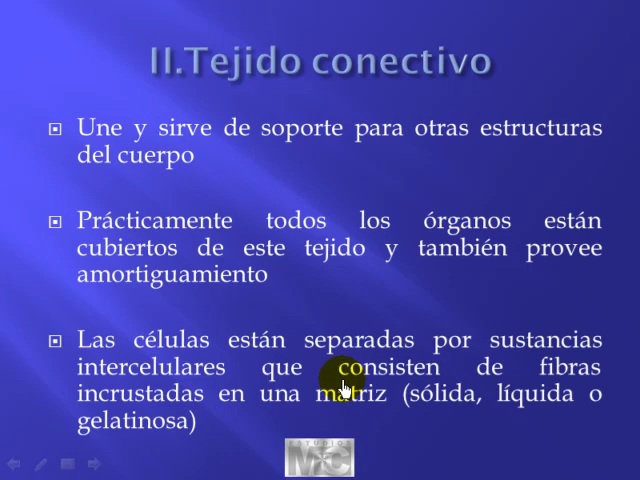 II.Tejido conectivo
Une y sirve de soporte para otras estructuras
del cuerpo
Prácticamente todos los órganos están
cubiertos de este tejido y también provee
amortiguamiento
Las células están separadas por sustancias
intercelulares que consisten de fibras
incrustadas en una matriz (sólida, líquida o
gelatinosa)
ESTUDIOS
MC